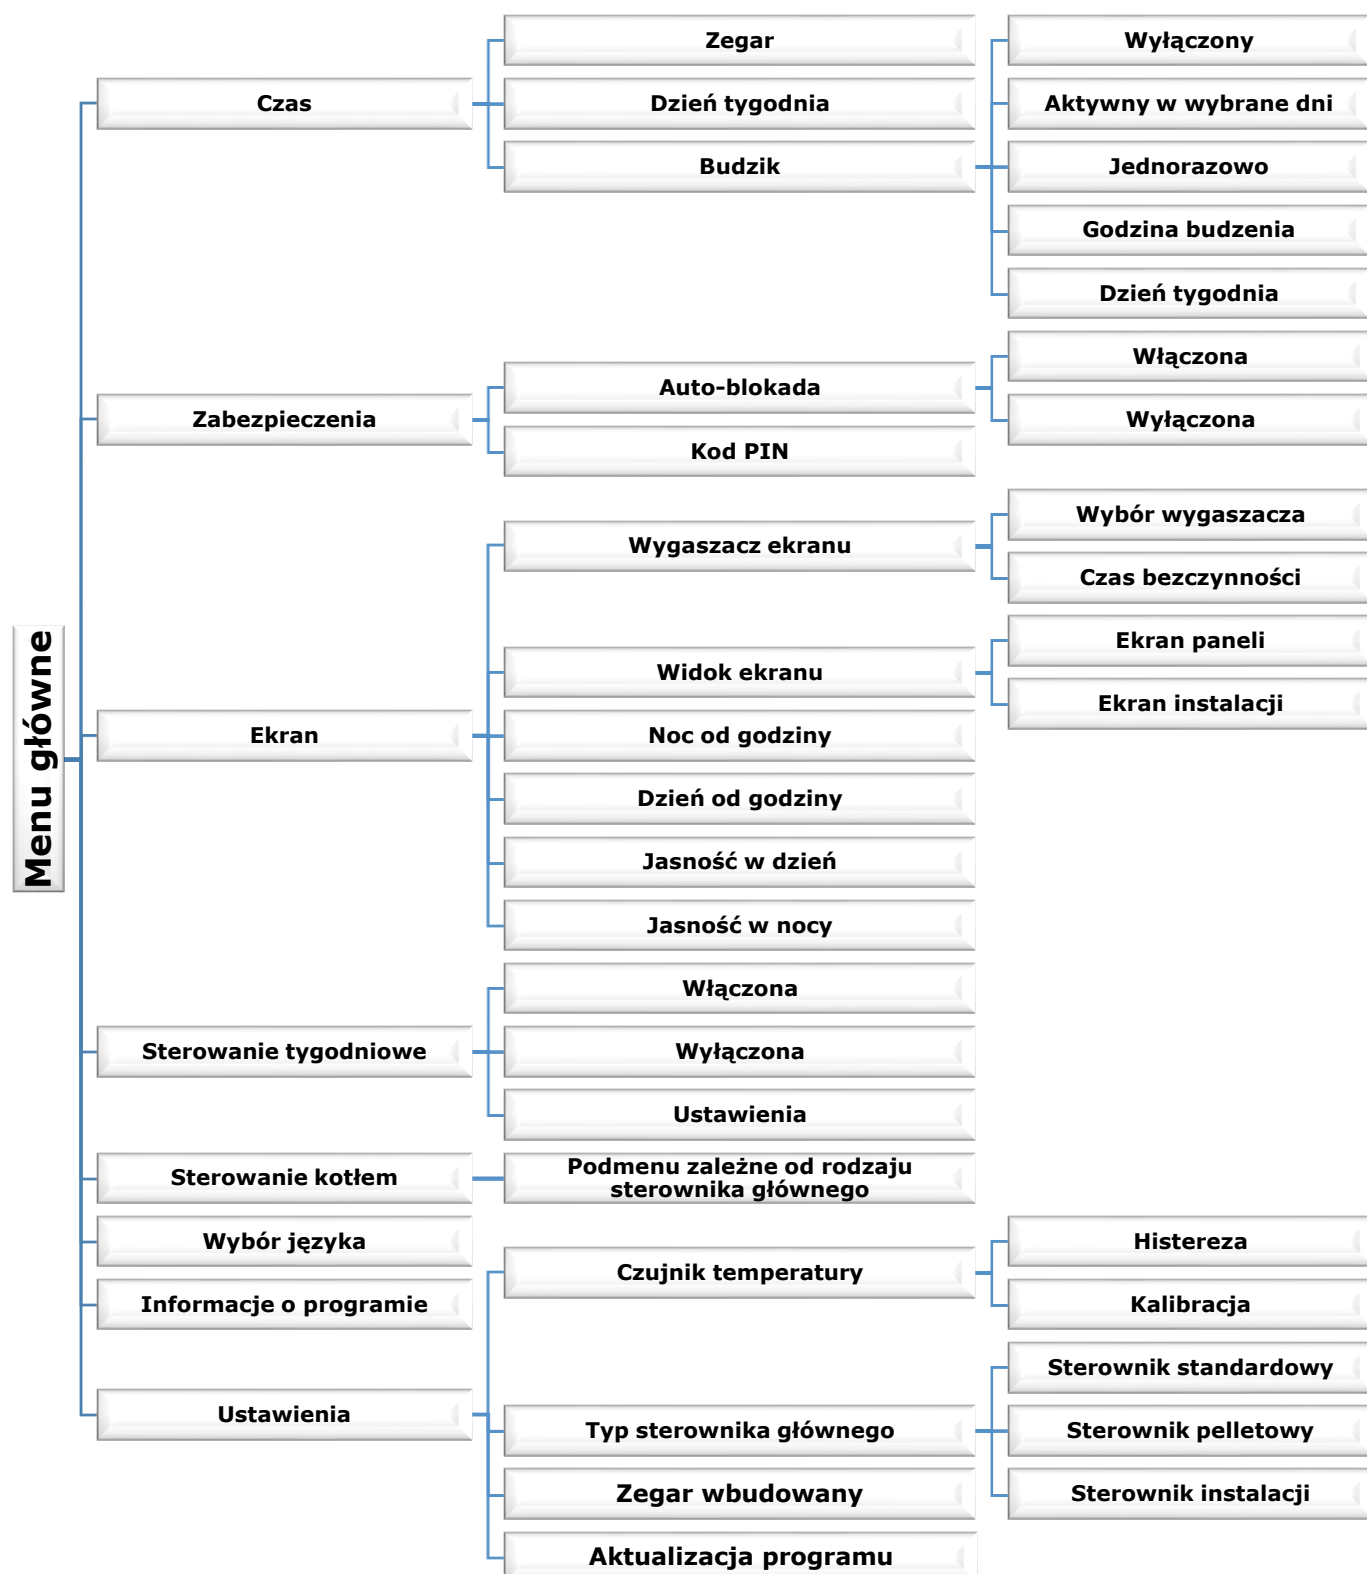 Menu główne
Czas
Zegar
Dzień tygodnia
Budzik
Wyłączony
Aktywny w wybrane dni
Jednorazowo
Godzina budzenia
Dzień tygodnia
Zabezpieczenia
Auto-blokada
Włączona
Wyłączona
Kod PIN
Ekran
Wygaszacz ekranu
Wybór wygaszacza
Czas bezczynności
Widok ekranu
Ekran paneli
Ekran instalacji
Noc od godziny
Dzień od godziny
Jasność w dzień
Jasność w nocy
Sterowanie tygodniowe
Włączona
Wyłączona
Ustawienia
Sterowanie kotłem
Podmenu zależne od rodzaju
sterownika głównego
Wybór języka
Informacje o programie
Ustawienia
Czujnik temperatury
Histereza
Kalibracja
Typ sterownika głównego
Sterownik standardowy
Sterownik pelletowy
Sterownik instalacji
Zegar wbudowany
Aktualizacja programu